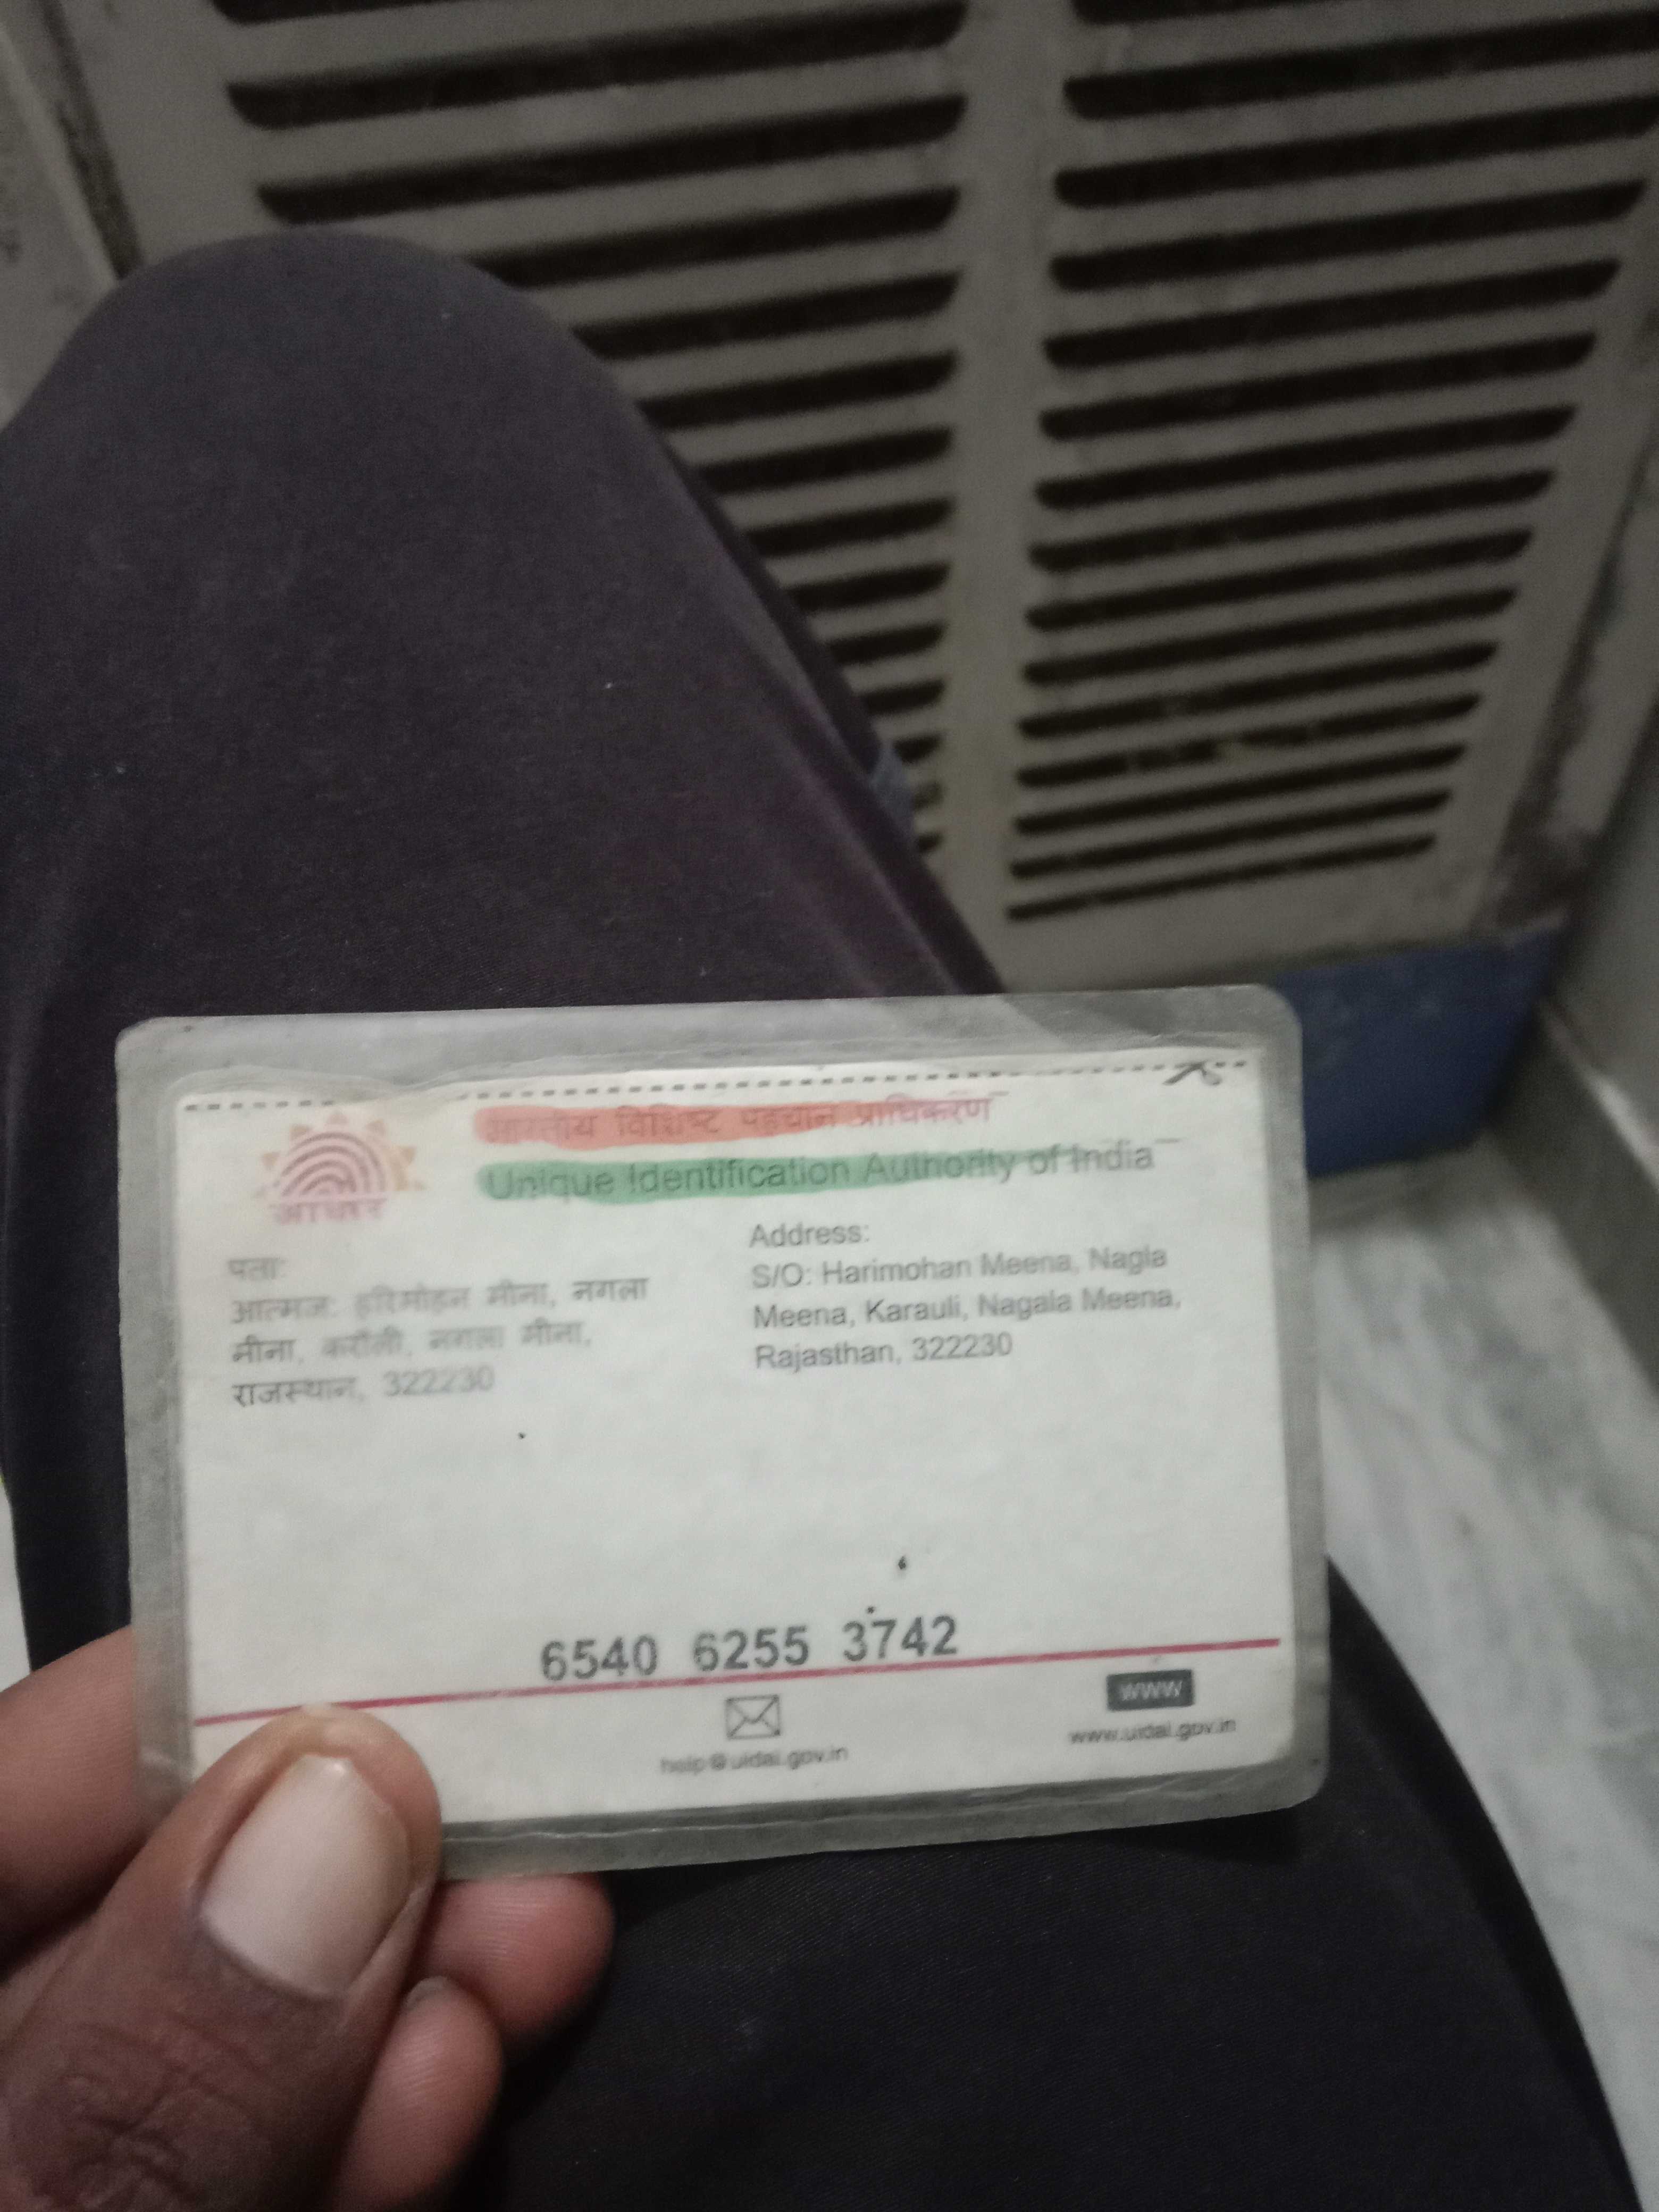 भारतीय विशिष्ट पहचान प्राधिकरण
Unique Identification Authority of India
आधार
पता:
आत्मज: हरिमोहन मीना, नगला
मीना, करौली, नगला मीना,
राजस्थान, 322230
Address:
S/O: Harimohan Meena, Nagla
Meena, Karauli, Nagala Meena,
Rajasthan, 322230
6540 6255 3742
help@uidai.gov.in
www
www.uidai.gov.in